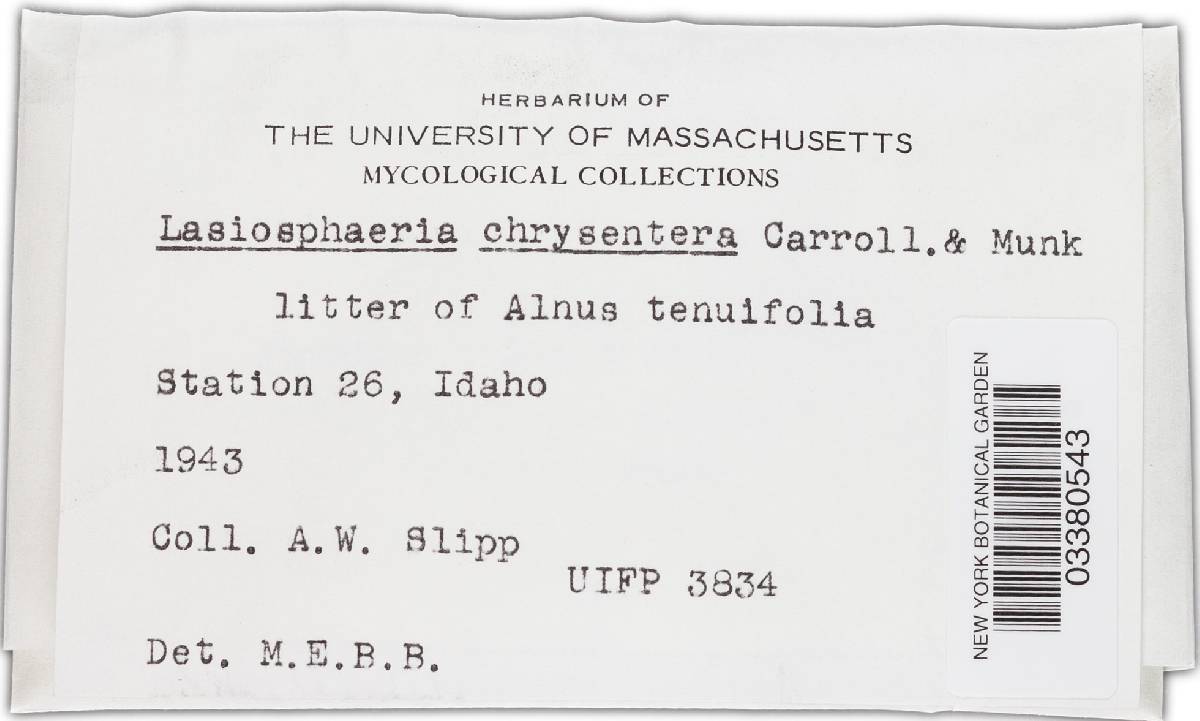 HERBARIUM OF
THE UNIVERSITY OF MASSACHUSETTS
MYCOLOGICAL COLLECTIONS
Lasiosphaeria chrysentera Carroll.& Munk
litter of Alnus tenuifolia
Station 26, Idaho
1943
Coll. A.W. Slipp
UIFP 3834
Det. M.E.B.B.
NEW YORK BOTANICAL GARDEN
03380543